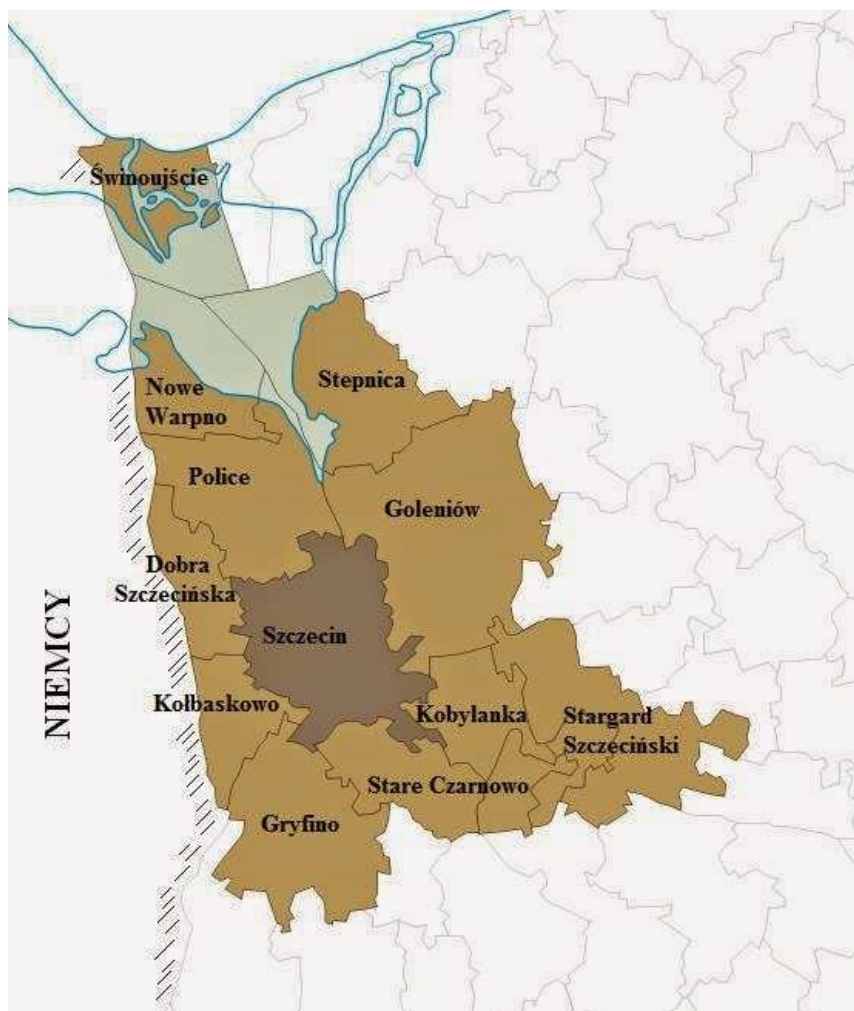 Świnoujście
Nowe
Warpno
Stepnica
Police
Goleniów
Dobra
Szczecińska
NIEMCY
Szczecin
Kołbaskowo
Kobylanka
Stargard
Szczeciński
Stare Czarnowo
Gryfino